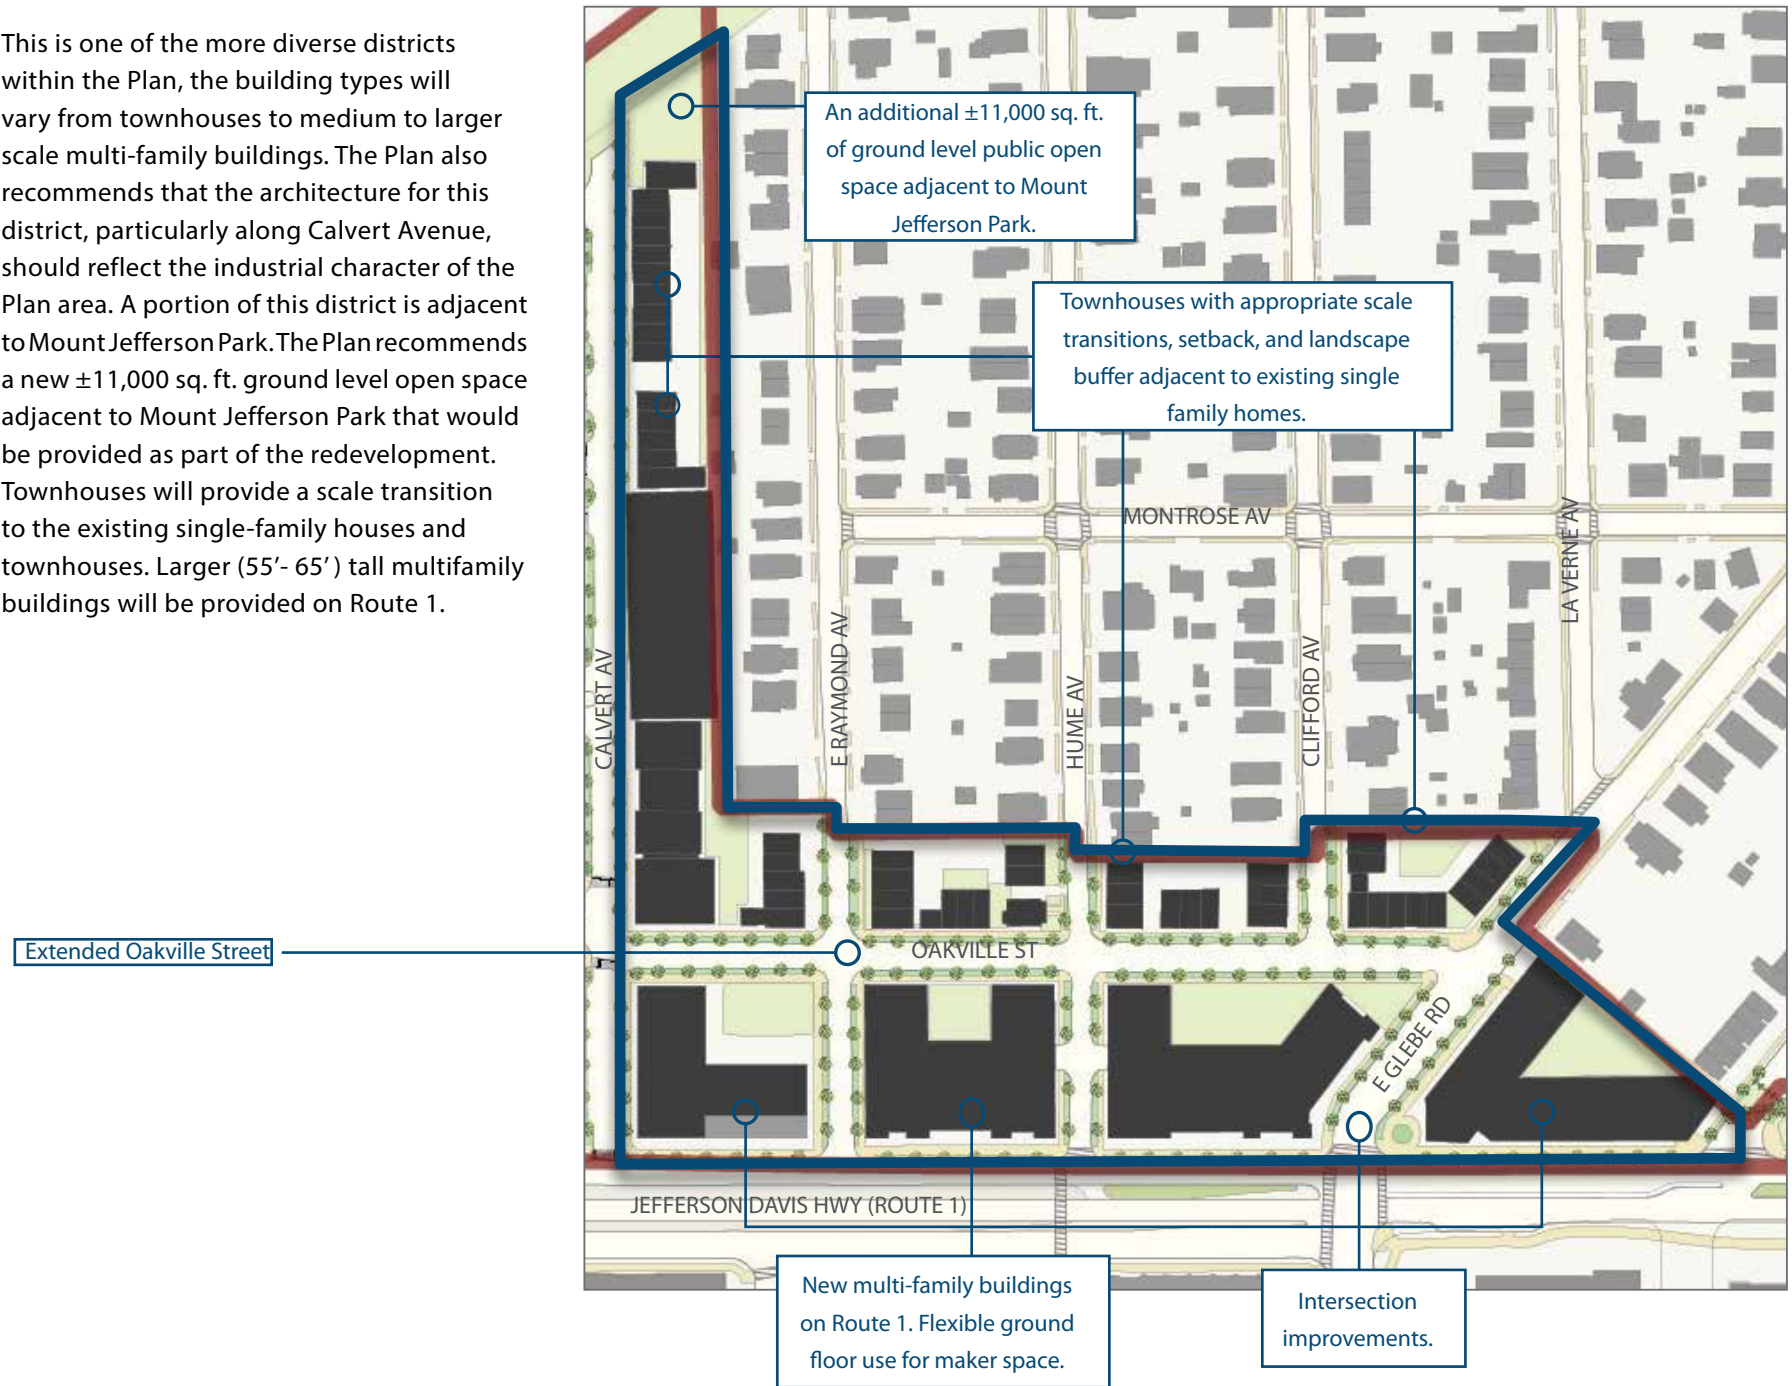 This is one of the more diverse districts
within the Plan, the building types will
vary from townhouses to medium to larger
scale multi-family buildings. The Plan also
recommends that the architecture for this
district, particularly along Calvert Avenue,
should reflect the industrial character of the
Plan area. A portion of this district is adjacent
to Mount Jefferson Park. The Plan recommends
a new ±11,000 sq. ft. ground level open space
adjacent to Mount Jefferson Park that would
be provided as part of the redevelopment.
Townhouses will provide a scale transition
to the existing single-family houses and
townhouses. Larger (55’- 65’ ) tall multifamily
buildings will be provided on Route 1.
An additional ±11,000 sq. ft.
of ground level public open
space adjacent to Mount
Jefferson Park.
Townhouses with appropriate scale
transitions, setback, and landscape
buffer adjacent to existing single
family homes.
MONTROSE AV
LA VERNE AV
CALVERT AV
E RAYMOND AV
HUME AV
CLIFFORD AV
Extended Oakville Street
OAKVILLE ST
E GLEBE RD
JEFFERSON DAVIS HWY (ROUTE 1)
New multi-family buildings
on Route 1. Flexible ground
floor use for maker space.
Intersection
improvements.